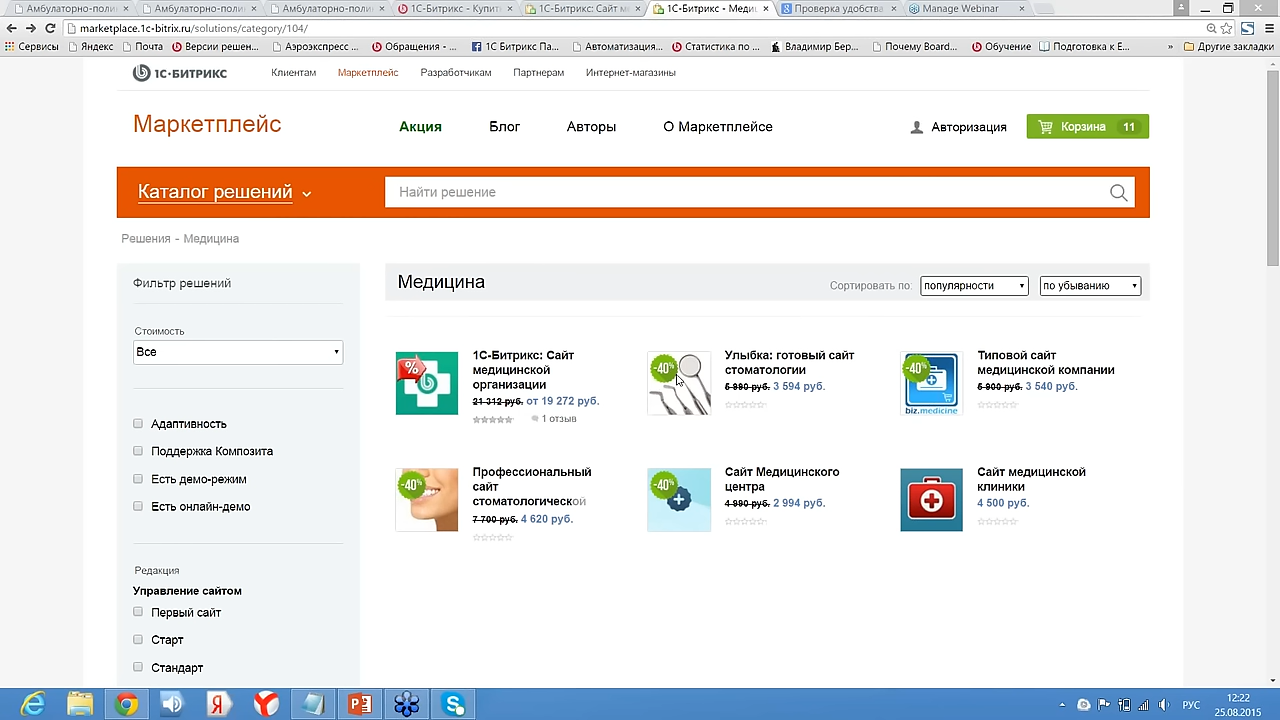 Амбулаторно-поли
Амбулаторно-поли
Амбулаторно-поли
1С-Битрикс - Купит
1С-Битрикс: Сайт м
1С-Битрикс - Медиц
Проверка удобства
Manage Webinar
marketplace.1c-bitrix.ru/solutions/category/104/
Сервисы
Яндекс
Почта
Версии решен...
Аэроэкспресс ...
Обращения - ...
1С Битрикс Па...
Автоматизация...
Статистика по ...
Владимир Бер...
Почему Board...
Обучение
Подготовка к Е...
»
Другие закладки
1С·БИТРИКС
Клиентам
Маркетплейс
Разработчикам
Партнерам
Интернет-магазины
Маркетплейс
Акция
Блог
Авторы
О Маркетплейсе
Авторизация
Корзина 11
Каталог решений
Найти решение
Решения - Медицина
Фильтр решений
Стоимость
Все
Адаптивность
Поддержка Композита
Есть демо-режим
Есть онлайн-демо
Редакция
Управление сайтом
Первый сайт
Старт
Стандарт
Медицина
Сортировать по:
популярности
по убыванию
%
1С-Битрикс: Сайт
медицинской
организации
21 312 руб. от 19 272 руб.
1 отзыв
-40%
Улыбка: готовый сайт
стоматологии
5 990 руб. 3 594 руб.
-40%
biz.medicine
Типовой сайт
медицинской компании
5 900 руб. 3 540 руб.
-40%
Профессиональный
сайт
стоматологической
7 700 руб. 4 620 руб.
-40%
Сайт Медицинского
центра
4 990 руб. 2 994 руб.
Сайт медицинской
клиники
4 500 руб.
РУС
12:22
25.08.2015